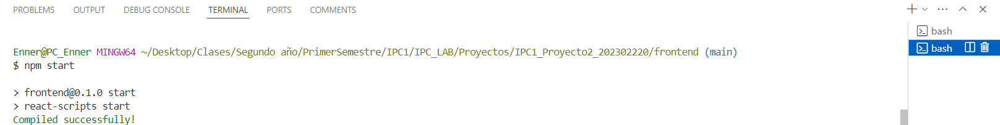 PROBLEMS OUTPUT DEBUG CONSOLE TERMINAL PORTS COMMENTS
bash
bash
Enner@PC_Enner MINGW64 ~/Desktop/Clases/Segundo año/PrimerSemestre/IPC1/IPC_LAB/Proyectos/IPC1_Proyecto2_202302220/frontend (main)
$ npm start
> frontend@0.1.0 start
> react-scripts start
Compiled successfully!